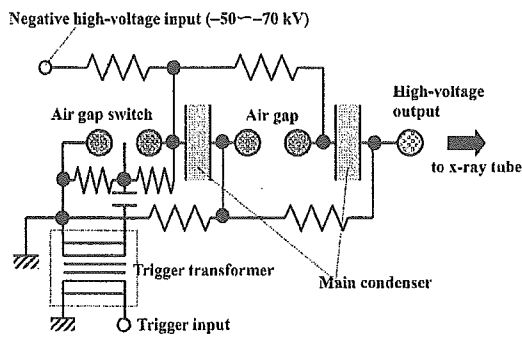 Negative high-voltage input (–50∼–70 kV)
Air gap switch
Air gap
High-voltage
output
to x-ray tube
Trigger transformer
Main condenser
Trigger input